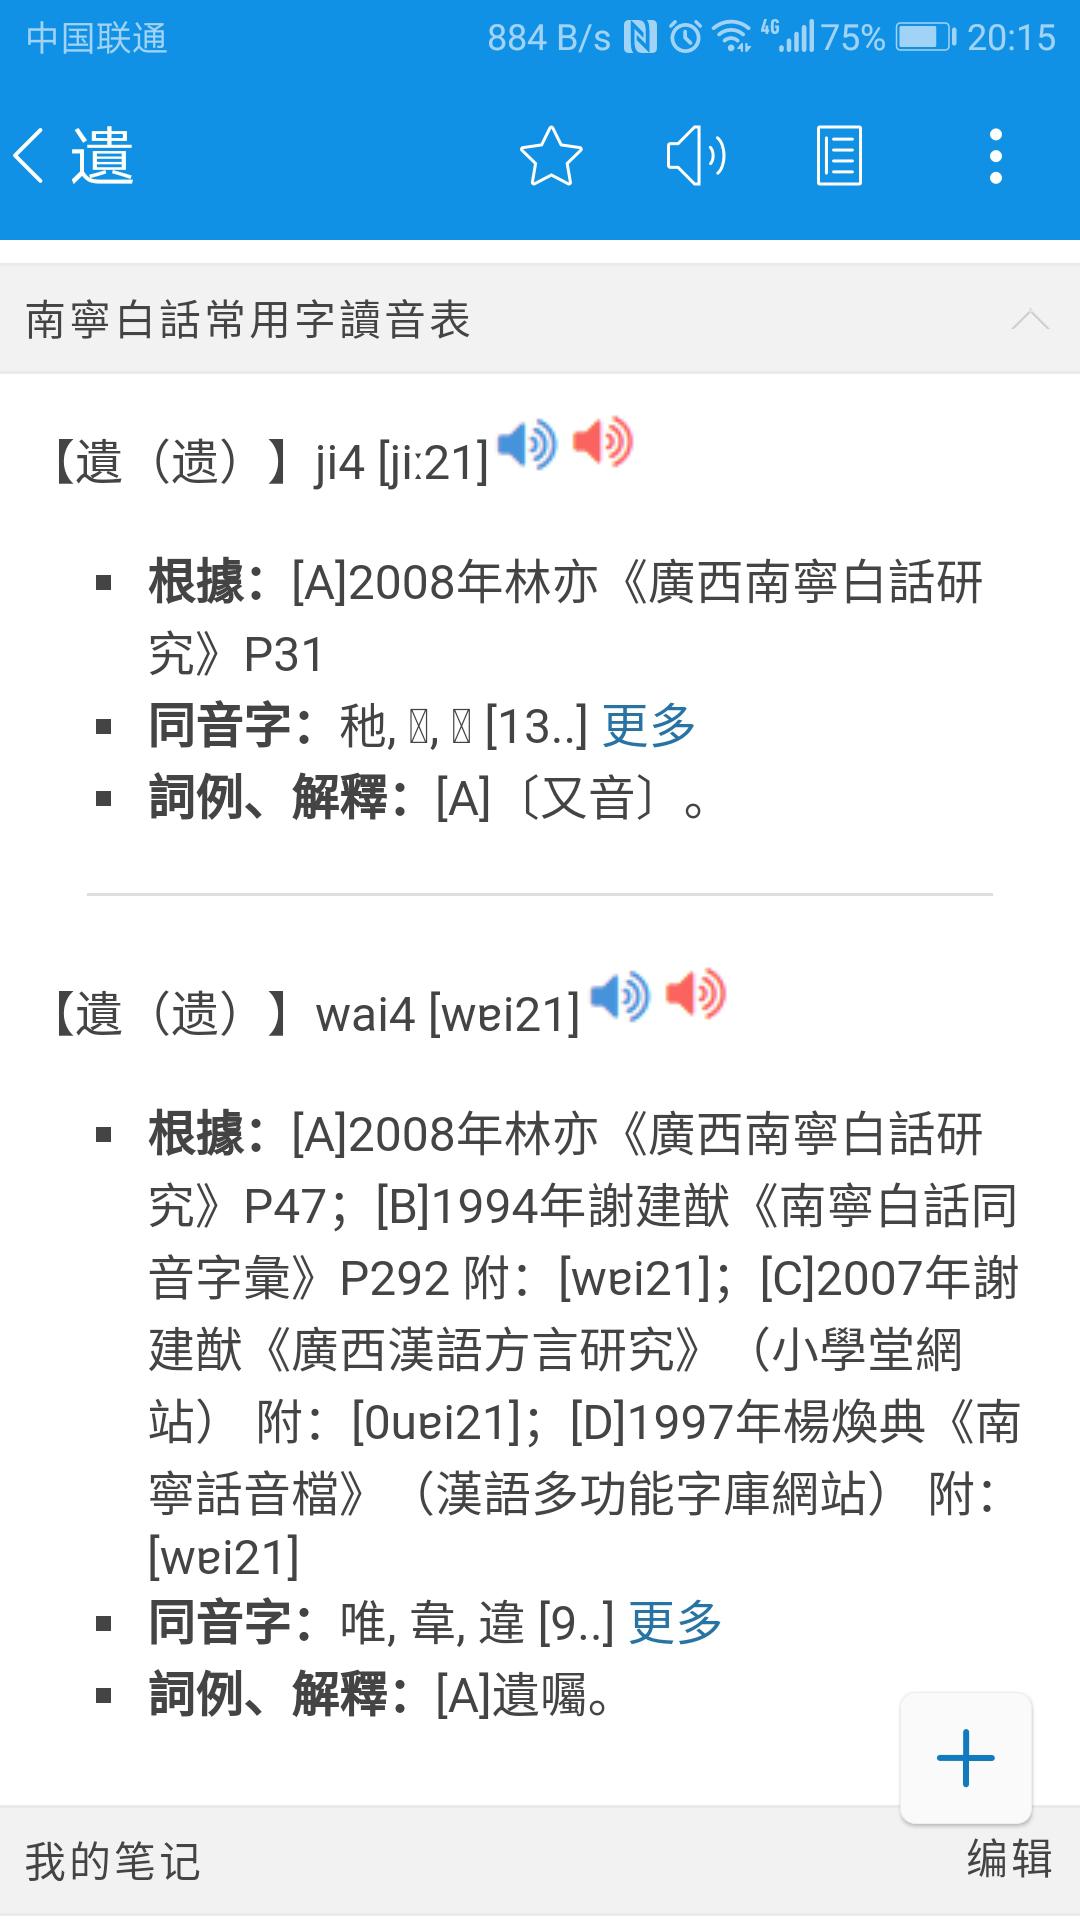 中国联通 884 B/s 4G 75% 20:15
遺
南寧白話常用字讀音表
【遺（遗）】ji4 [jiː21]
根據：[A]2008年林亦《廣西南寧白話研
究》P31
同音字：䄬, , [13..] 更多
詞例、解釋：[A]〔又音〕。
【遺（遗）】wai4 [wɐi21]
根據：[A]2008年林亦《廣西南寧白話研
究》P47；[B]1994年謝建猷《南寧白話同
音字彙》P292 附：[wɐi21]；[C]2007年謝
建猷《廣西漢語方言研究》（小學堂網
站） 附：[0uɐi21]；[D]1997年楊煥典《南
寧話音檔》（漢語多功能字庫網站） 附：
[wɐi21]
同音字：唯, 韋, 違 [9..] 更多
詞例、解釋：[A]遺囑。
我的笔记 编辑